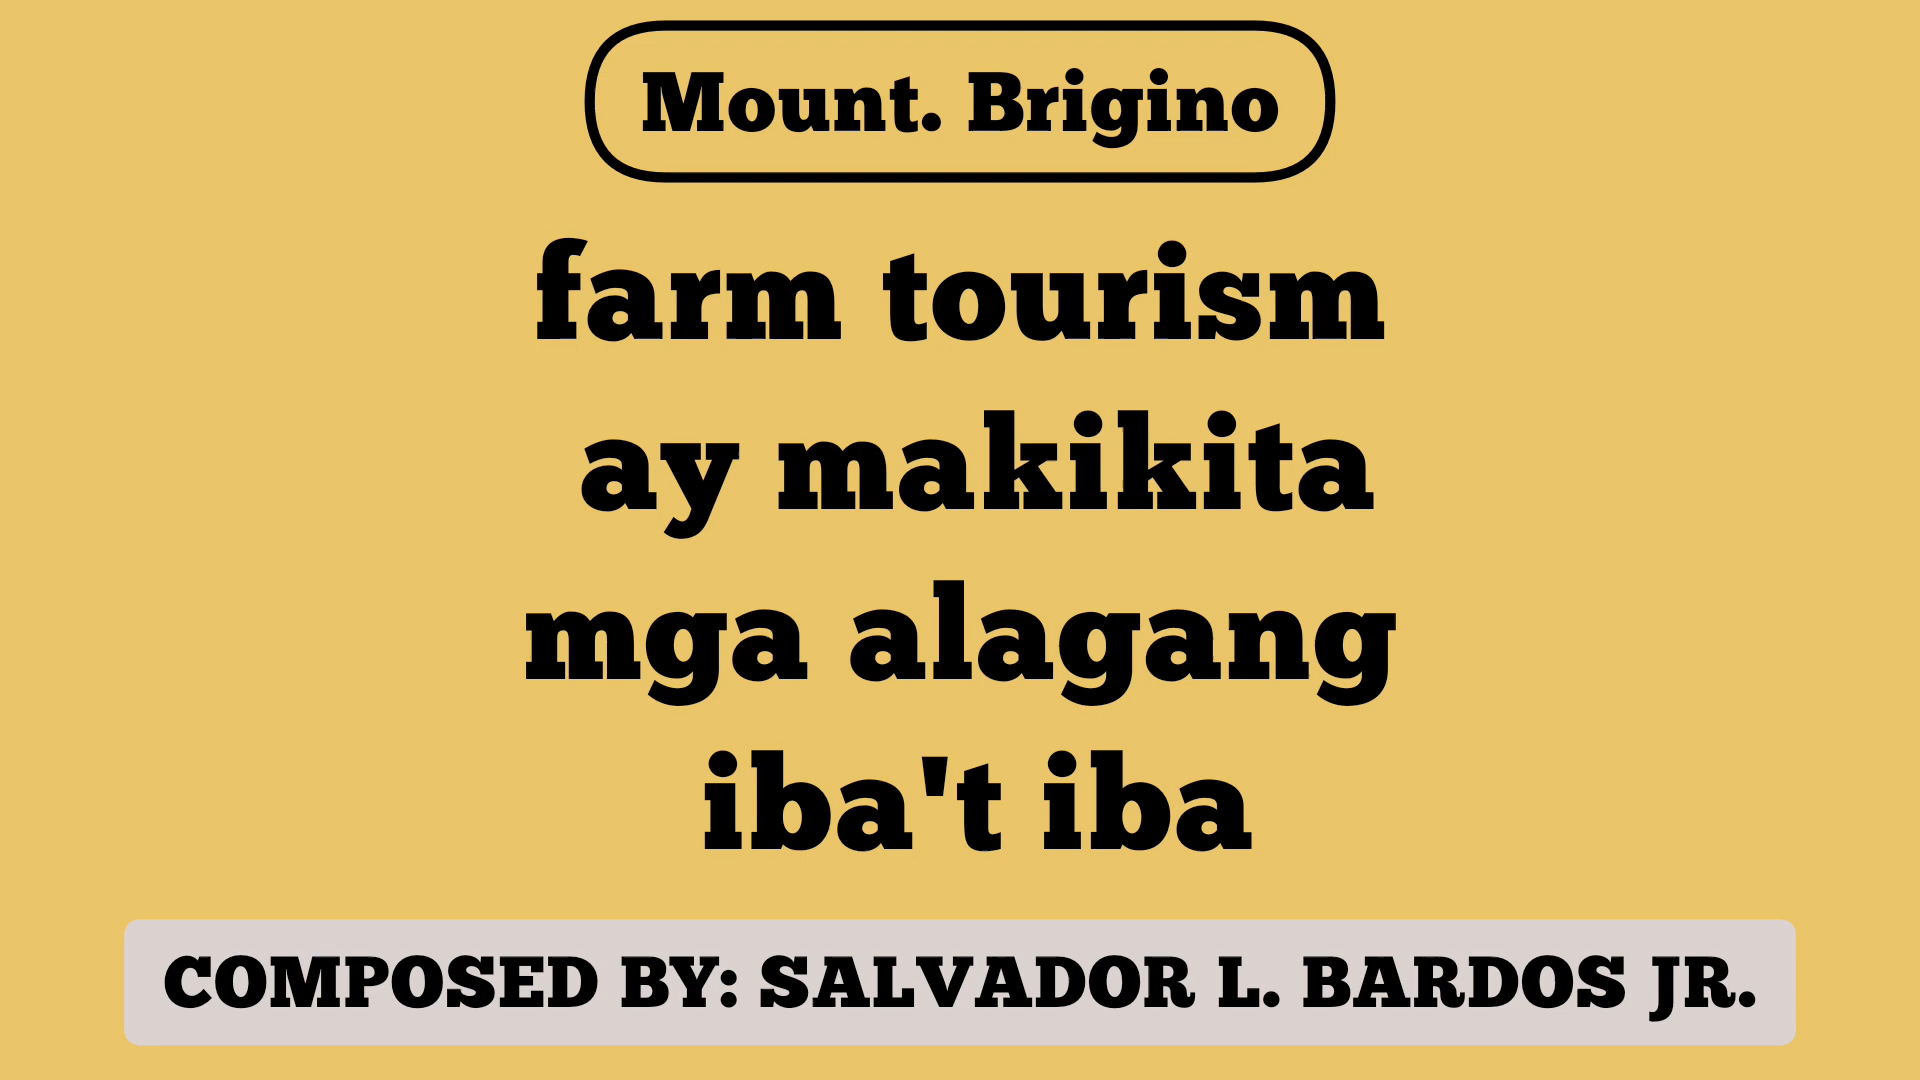 Mount. Brigino
farm tourism
ay makikita
mga alagang
iba't iba
COMPOSED BY: SALVADOR L. BARDOS JR.